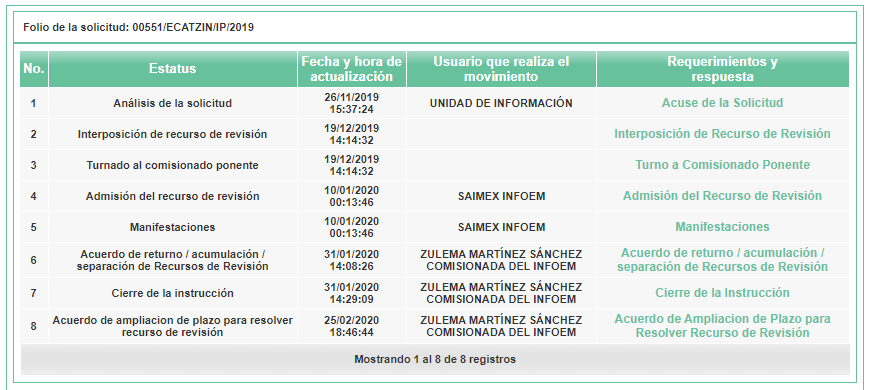 Folio de la solicitud: 00551/ECATZIN/IP/2019
No. Estatus Fecha y hora de actualización Usuario que realiza el movimiento Requerimientos y respuesta
1 Análisis de la solicitud 26/11/2019 15:37:24 UNIDAD DE INFORMACIÓN Acuse de la Solicitud
2 Interposición de recurso de revisión 19/12/2019 14:14:32 Interposición de Recurso de Revisión
3 Turnado al comisionado ponente 19/12/2019 14:14:32 Turno a Comisionado Ponente
4 Admisión del recurso de revisión 10/01/2020 00:13:46 SAIMEX INFOEM Admisión del Recurso de Revisión
5 Manifestaciones 10/01/2020 00:13:46 SAIMEX INFOEM Manifestaciones
6 Acuerdo de returno / acumulación / separación de Recursos de Revisión 31/01/2020 14:08:26 ZULEMA MARTÍNEZ SÁNCHEZ COMISIONADA DEL INFOEM Acuerdo de returno / acumulación / separación de Recursos de Revisión
7 Cierre de la instrucción 31/01/2020 14:29:09 ZULEMA MARTÍNEZ SÁNCHEZ COMISIONADA DEL INFOEM Cierre de la Instrucción
8 Acuerdo de ampliacion de plazo para resolver recurso de revisión 25/02/2020 18:46:44 ZULEMA MARTÍNEZ SÁNCHEZ COMISIONADA DEL INFOEM Acuerdo de Ampliacion de Plazo para Resolver Recurso de Revisión
Mostrando 1 al 8 de 8 registros